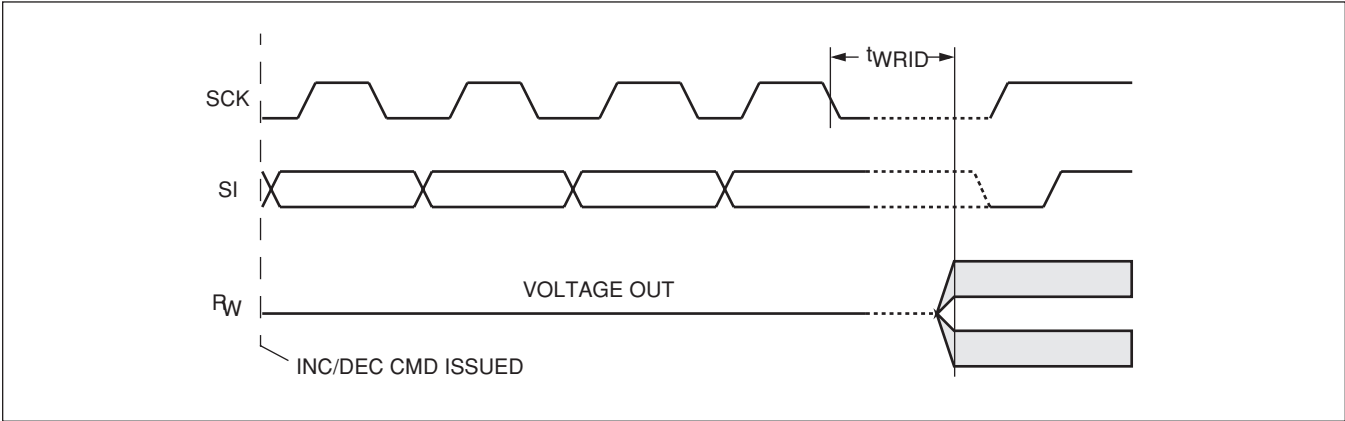 tWRID
SCK
SI
VOLTAGE OUT
RW
INC/DEC CMD ISSUED